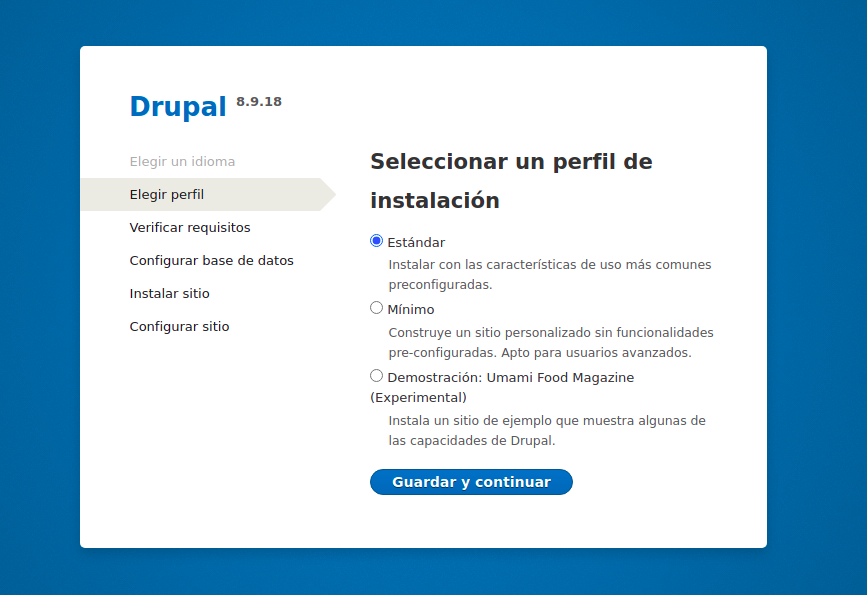 Drupal 8.9.18
Elegir un idioma
Elegir perfil
Verificar requisitos
Configurar base de datos
Instalar sitio
Configurar sitio
Seleccionar un perfil de
instalación
Estándar
Instalar con las características de uso más comunes
preconfiguradas.
Mínimo
Construye un sitio personalizado sin funcionalidades
pre-configuradas. Apto para usuarios avanzados.
Demostración: Umami Food Magazine
(Experimental)
Instala un sitio de ejemplo que muestra algunas de
las capacidades de Drupal.
Guardar y continuar